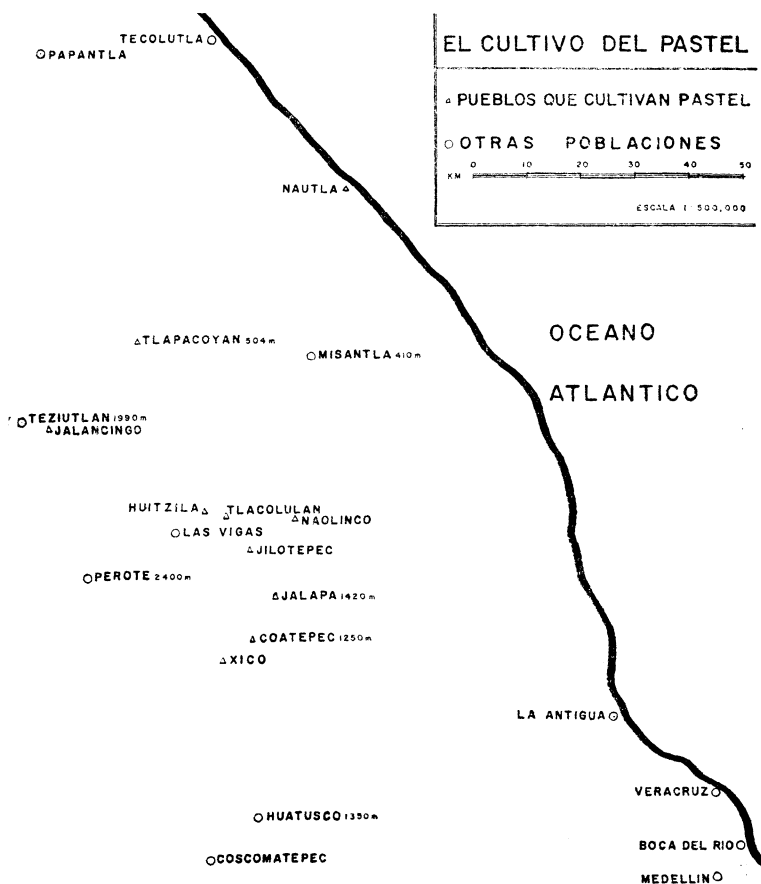 EL CULTIVO DEL PASTEL
PUEBLOS QUE CULTIVAN PASTEL
OTRAS POBLACIONES
0 10 20 30 40 50
KM
ESCALA 1:500,000
TECOLUTLA
PAPANTLA
NAUTLA
OCEANO
ATLANTICO
TLAPACOYAN 504m
MISANTLA 410m
TEZIUTLAN 1990m
JALANCINGO
HUITZILA
TLACOLULAN
NAOLINCO
LAS VIGAS
JILOTEPEC
PEROTE 2400m
JALAPA 1420m
COATEPEC 1250m
XICO
LA ANTIGUA
VERACRUZ
HUATUSCO 1350m
BOCA DEL RIO
COSCOMATEPEC
MEDELLIN